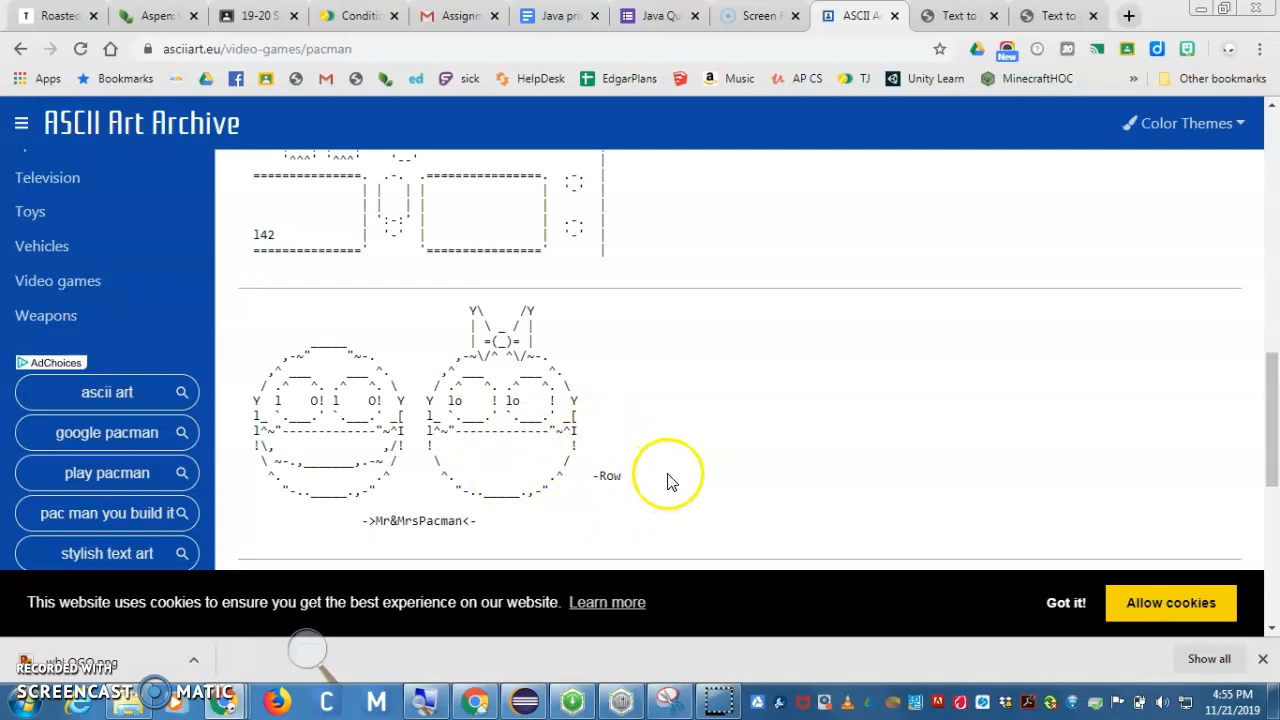 Roasted
Aspen:
19-20 S
Conditic
Assignm
Java pri
Java Qu
Screen F
ASCII A
Text to
Text to
asciiart.eu/video-games/pacman
New
Apps
Bookmarks
ed
sick
HelpDesk
EdgarPlans
Music
AP CS
TJ
Unity Learn
MinecraftHOC
Other bookmarks
ASCII Art Archive
Color Themes
Television
Toys
Vehicles
Video games
Weapons
AdChoices
ascii art
google pacman
play pacman
pac man you build it
stylish text art
142
-Row
->Mr&MrsPacman<-
This website uses cookies to ensure you get the best experience on our website. Learn more
Got it!
Allow cookies
Show all
RECORDED WITH
SCREENCAST MATIC
4:55 PM
11/21/2019